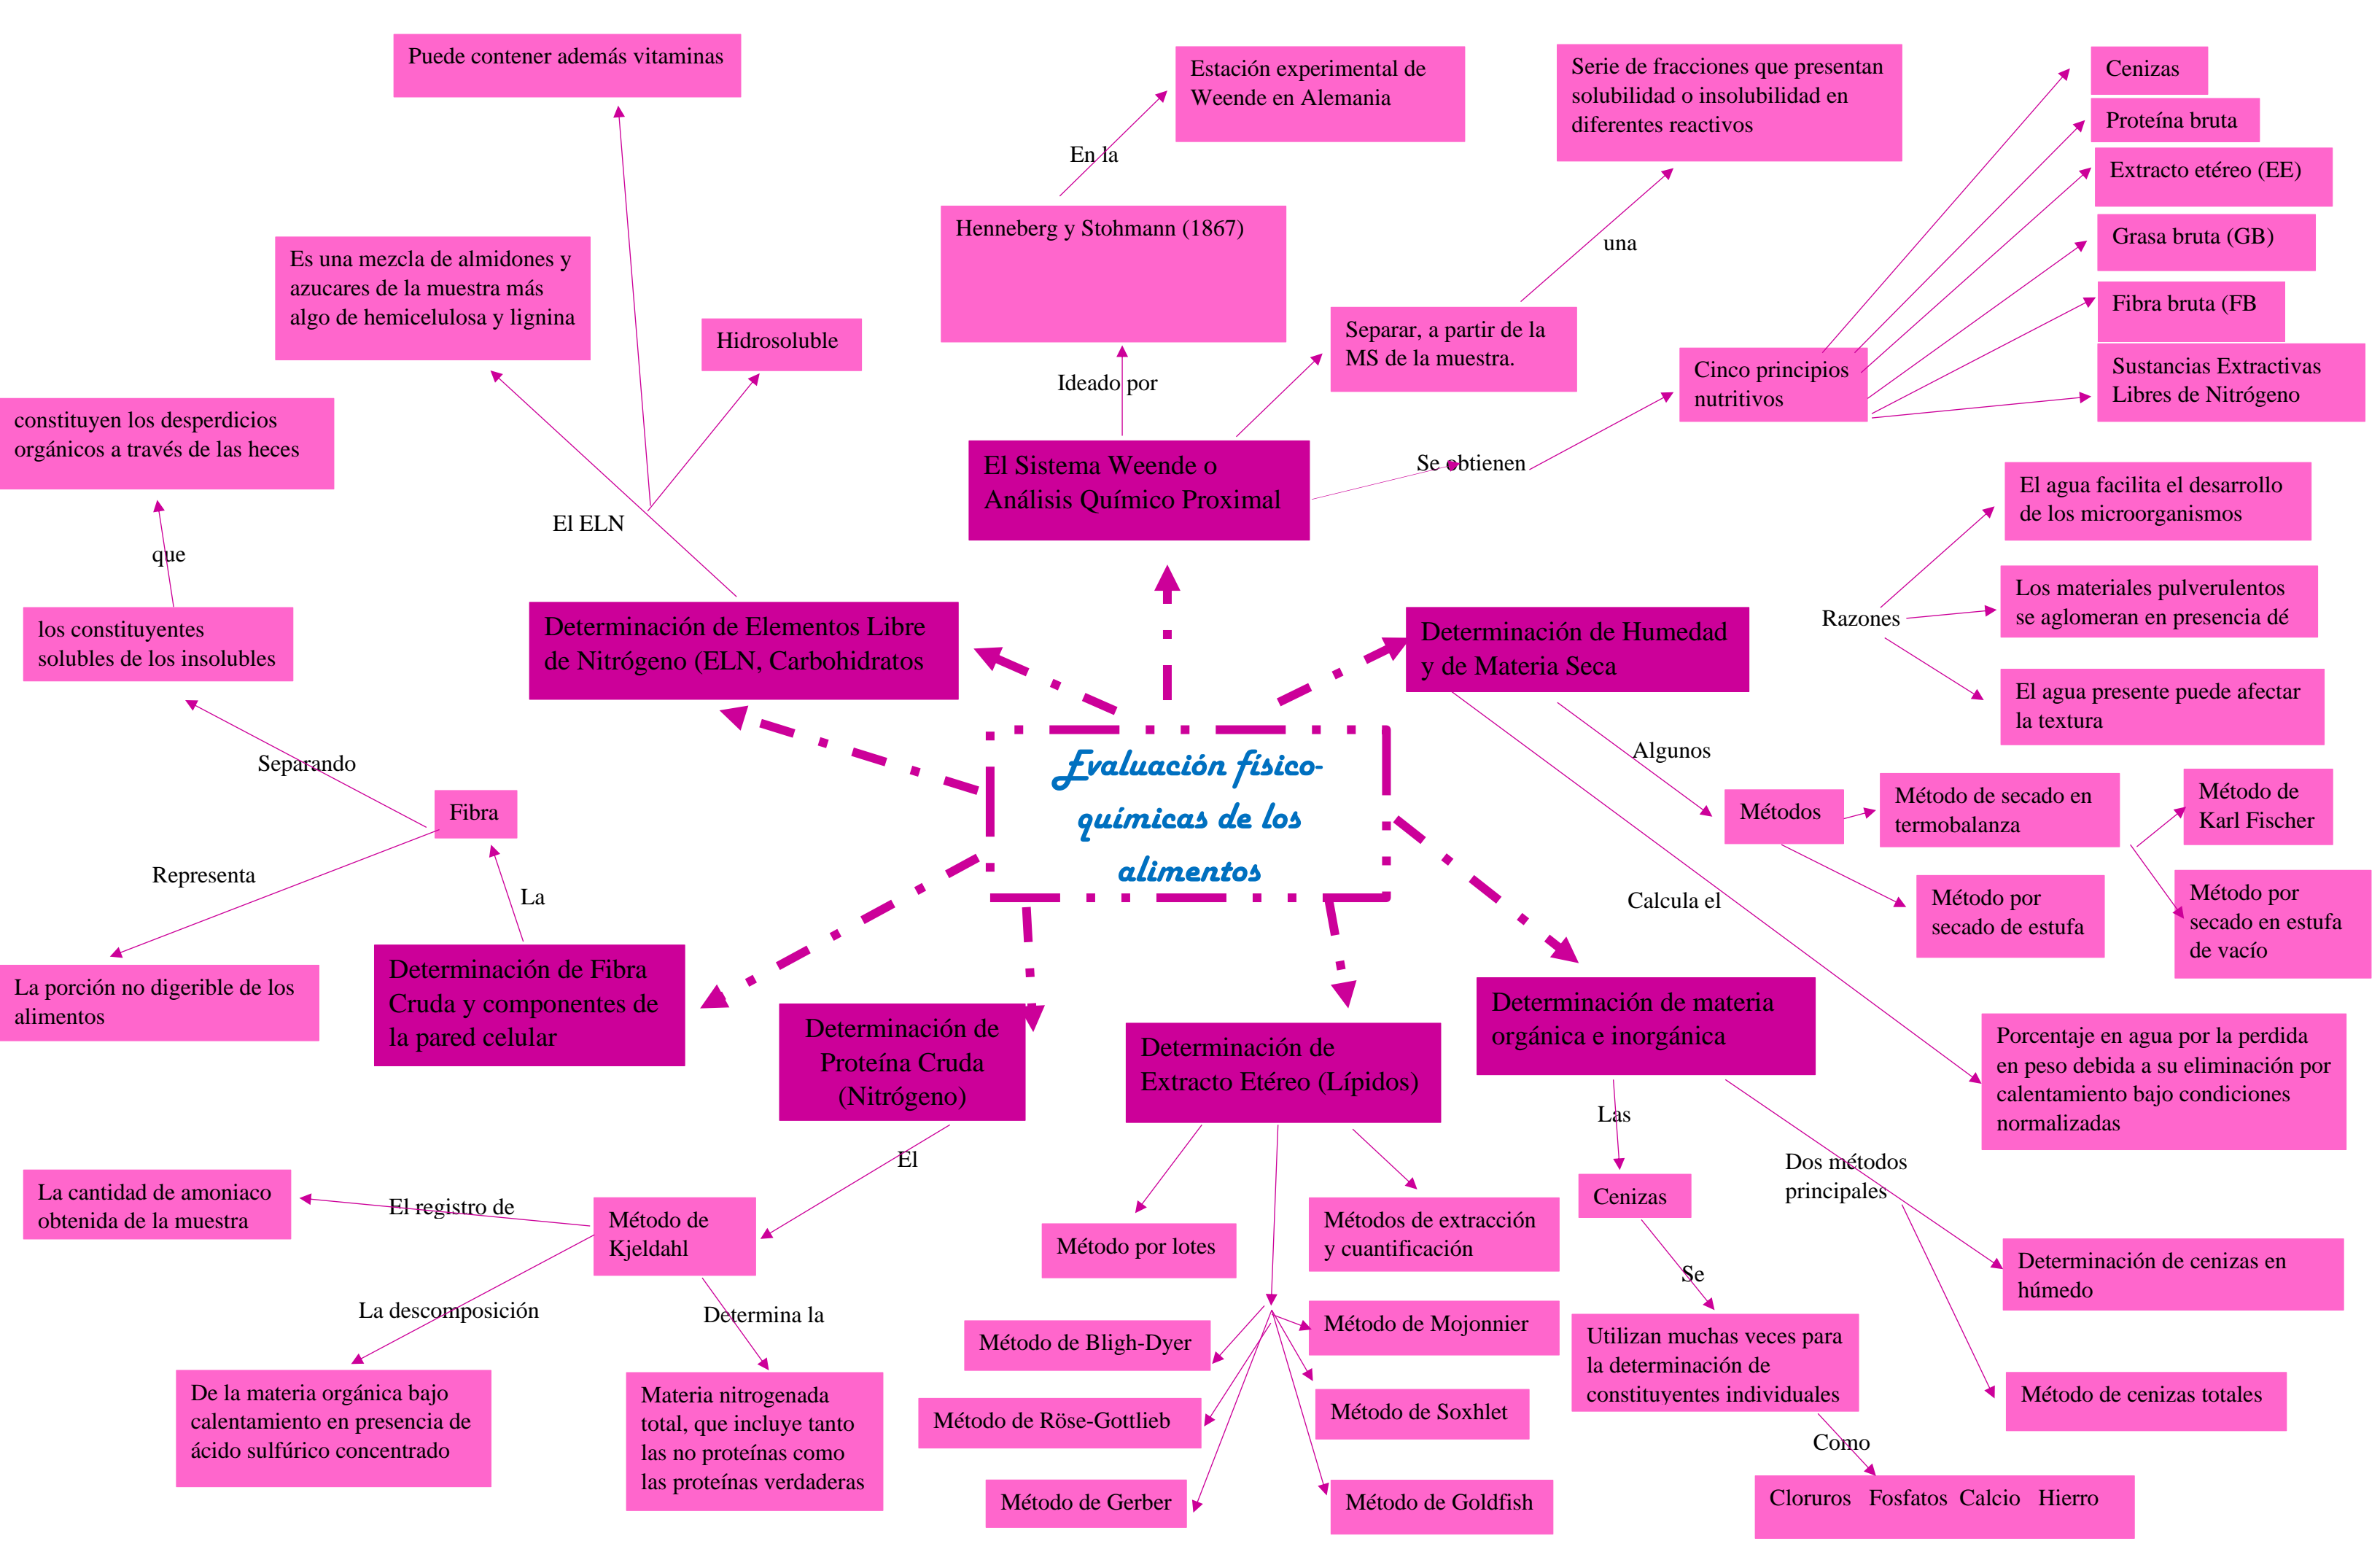 Puede contener además vitaminas
Estación experimental de
Weende en Alemania
Serie de fracciones que presentan
solubilidad o insolubilidad en
diferentes reactivos
Cenizas
Proteína bruta
Extracto etéreo (EE)
Grasa bruta (GB)
Fibra bruta (FB
Sustancias Extractivas
Libres de Nitrógeno
En la
Henneberg y Stohmann (1867)
una
Es una mezcla de almidones y
azucares de la muestra más
algo de hemicelulosa y lignina
Hidrosoluble
Ideado por
Separar, a partir de la
MS de la muestra.
Cinco principios
nutritivos
constituyen los desperdicios
orgánicos a través de las heces
El ELN
El Sistema Weende o
Análisis Químico Proximal
Se obtienen
El agua facilita el desarrollo
de los microorganismos
que
Razones
Los materiales pulverulentos
se aglomeran en presencia dé
El agua presente puede afectar
la textura
los constituyentes
solubles de los insolubles
Determinación de Elementos Libre
de Nitrógeno (ELN, Carbohidratos
Determinación de Humedad
y de Materia Seca
Separando
Evaluación físico-
químicas de los
alimentos
Algunos
Métodos
Método de secado en
termobalanza
Método de
Karl Fischer
Fibra
Representa
La
Calcula el
Método por
secado de estufa
Método por
secado en estufa
de vacío
La porción no digerible de los
alimentos
Determinación de Fibra
Cruda y componentes de
la pared celular
Determinación de
Proteína Cruda
(Nitrógeno)
Determinación de
Extracto Etéreo (Lípidos)
Determinación de materia
orgánica e inorgánica
Porcentaje en agua por la perdida
en peso debida a su eliminación por
calentamiento bajo condiciones
normalizadas
El
Las
Dos métodos
principales
La cantidad de amoniaco
obtenida de la muestra
El registro de
Método de
Kjeldahl
Método por lotes
Métodos de extracción
y cuantificación
Cenizas
Se
Determinación de cenizas en
húmedo
La descomposición
Determina la
Método de Bligh-Dyer
Método de Mojonnier
Utilizan muchas veces para
la determinación de
constituyentes individuales
De la materia orgánica bajo
calentamiento en presencia de
ácido sulfúrico concentrado
Materia nitrogenada
total, que incluye tanto
las no proteínas como
las proteínas verdaderas
Método de Röse-Gottlieb
Método de Soxhlet
Método de cenizas totales
Como
Método de Gerber
Método de Goldfish
Cloruros Fosfatos Calcio Hierro